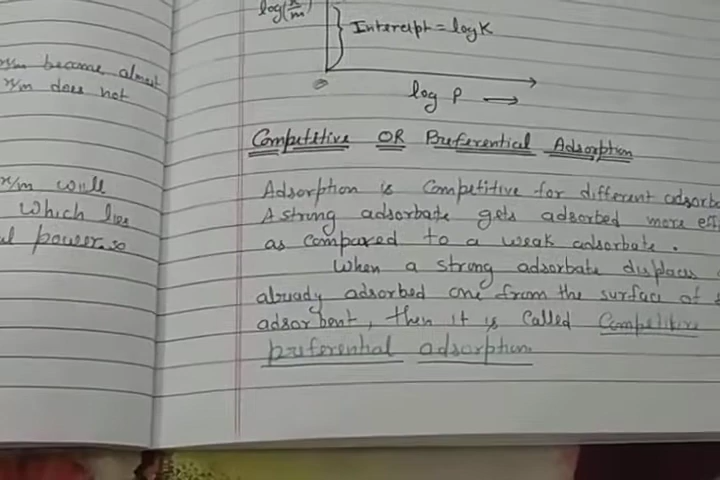 x/m become almost
x/m does not
x/m will
which lies
power so
log(x/m)
Intercept = log K
O
log P →
Competitive OR Preferential Adsorption
Adsorption is Competitive for different
A strong adsorbate gets adsorbed more
as compared to a weak adsorbate.
When a strong adsorbate displaces
already adsorbed one from the surface of
adsorbent, then it is called Competitive
preferential adsorption